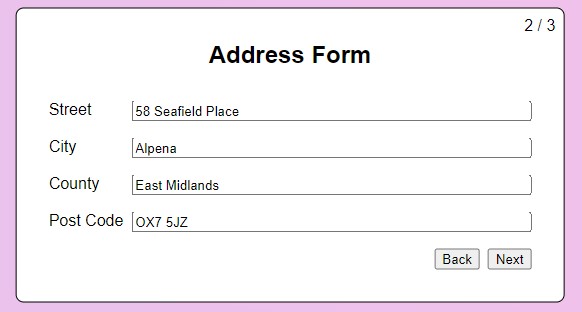 2 / 3
Address Form
Street 58 Seafield Place
City Alpena
County East Midlands
Post Code OX7 5JZ
Back Next